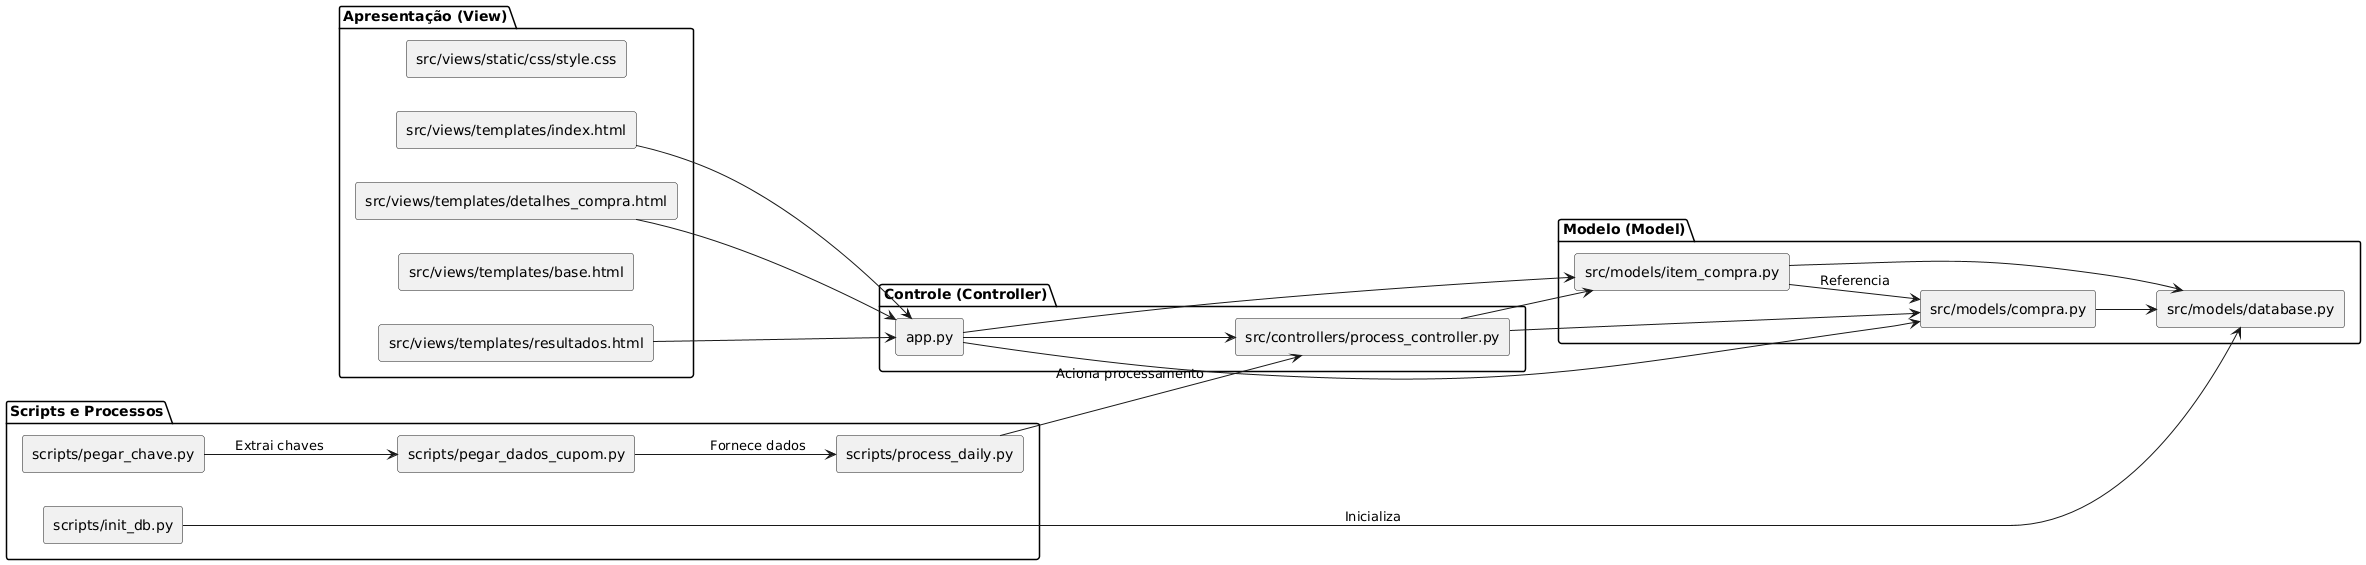 Apresentação (View)
src/views/static/css/style.css
src/views/templates/index.html
src/views/templates/detalhes_compra.html
src/views/templates/base.html
src/views/templates/resultados.html
Controle (Controller)
app.py
src/controllers/process_controller.py
Modelo (Model)
src/models/item_compra.py
Referencia
src/models/compra.py
src/models/database.py
Aciona processamento
Scripts e Processos
scripts/pegar_chave.py
Extrai chaves
scripts/pegar_dados_cupom.py
Fornece dados
scripts/process_daily.py
scripts/init_db.py
Inicializa